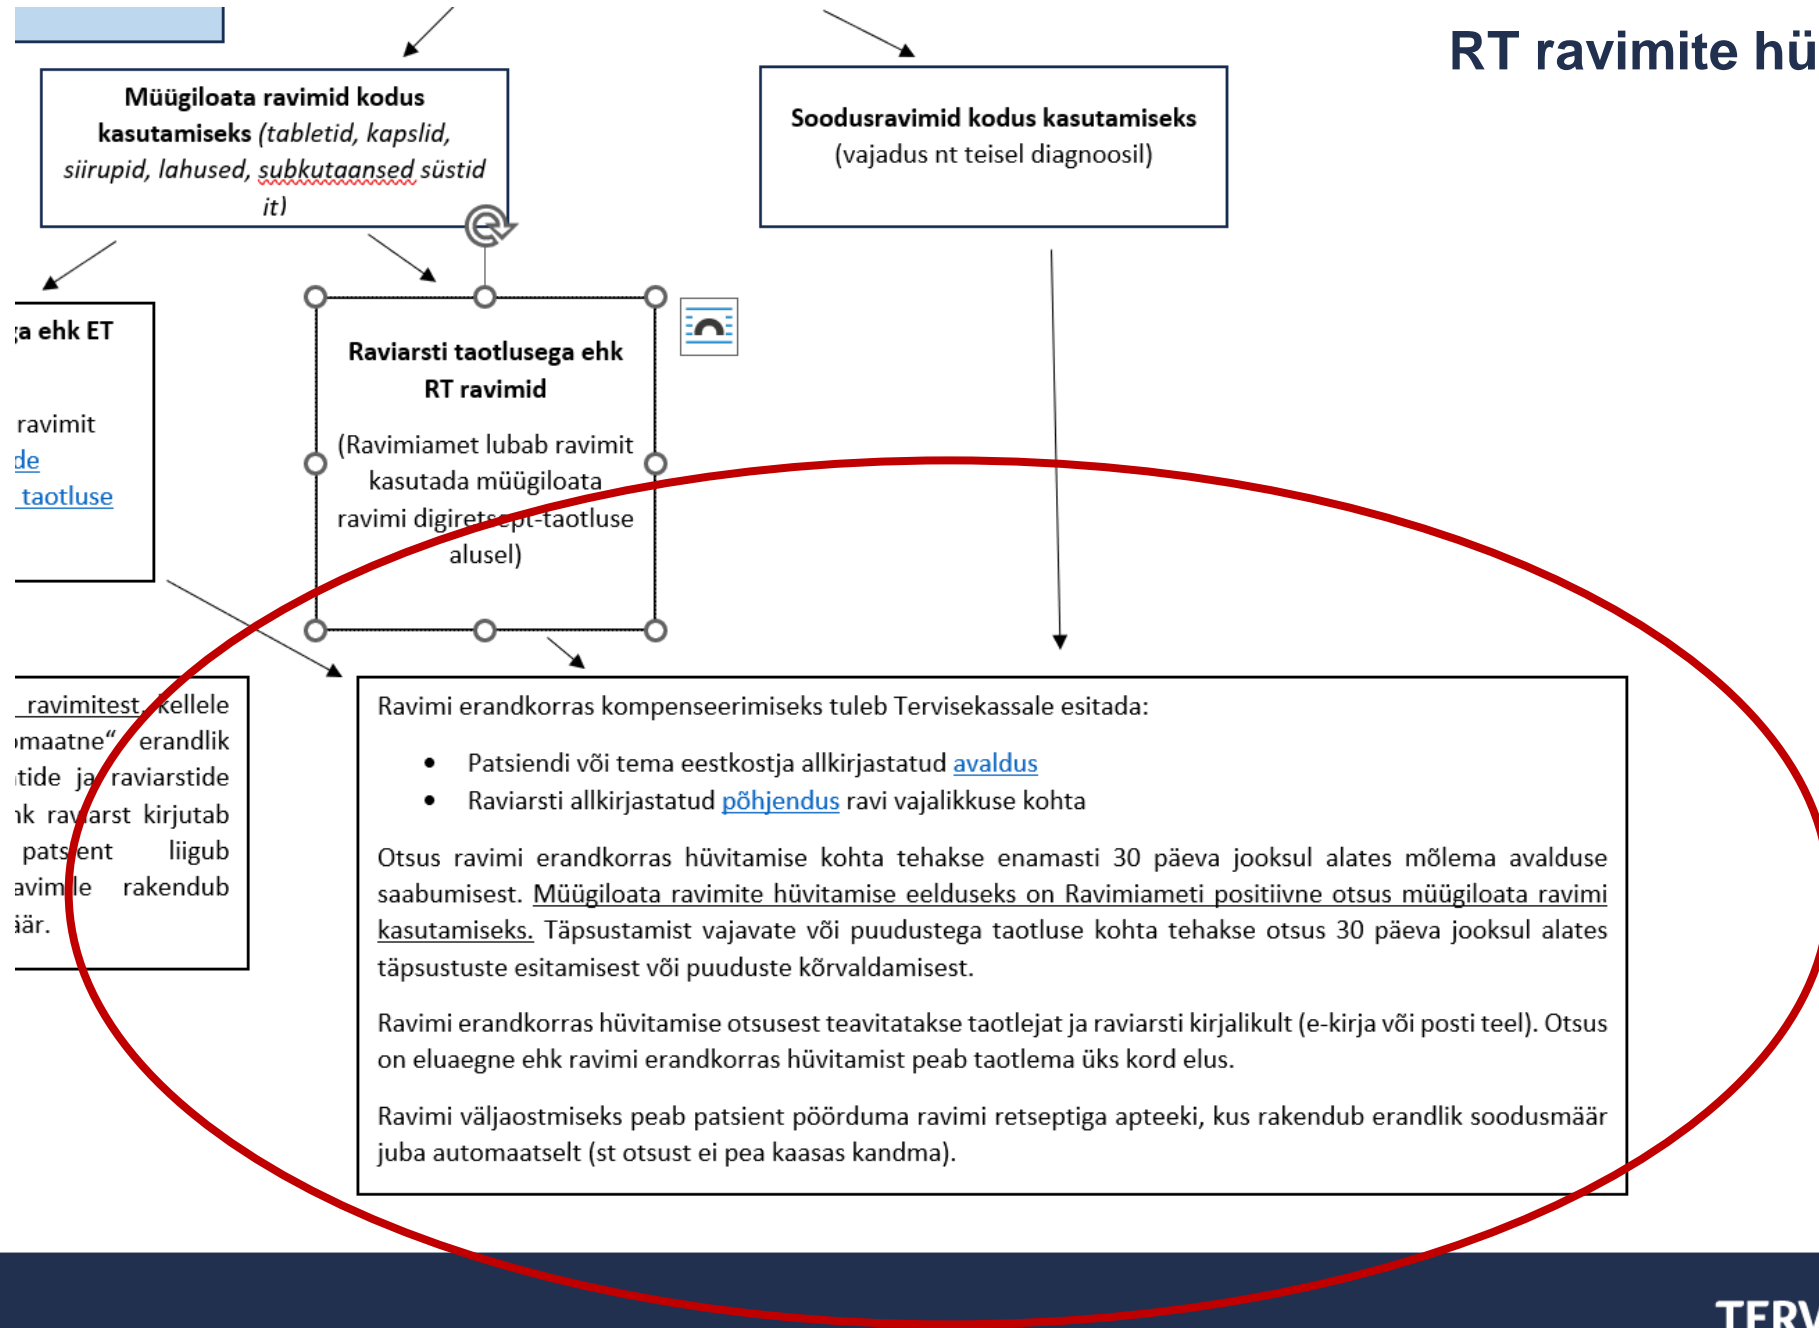 RT ravimite hü
Müügiloata ravimid kodus
kasutamiseks (tabletid, kapslid,
siirupid, lahused, subkutaansed süstid
it)
Soodusravimid kodus kasutamiseks
(vajadus nt teisel diagnoosil)
ga ehk ET
ravimit
de
taotluse
Raviarsti taotlusega ehk
RT ravimid
(Ravimiamet lubab ravimit
kasutada müügiloata
ravimi digiretsept-taotluse
alusel)
ravimitest, kellele
omaatne“ erandlik
tide ja raviarstide
hk raviarst kirjutab
patsient liigub
avimile rakendub
äär.
Ravimi erandkorras kompenseerimiseks tuleb Tervisekassale esitada:
• Patsiendi või tema eestkostja allkirjastatud avaldus
• Raviarsti allkirjastatud põhjendus ravi vajalikkuse kohta
Otsus ravimi erandkorras hüvitamise kohta tehakse enamasti 30 päeva jooksul alates mõlema avalduse
saabumisest. Müügiloata ravimite hüvitamise eelduseks on Ravimiameti positiivne otsus müügiloata ravimi
kasutamiseks. Täpsustamist vajavate või puudustega taotluse kohta tehakse otsus 30 päeva jooksul alates
täpsustuste esitamisest või puuduste kõrvaldamisest.
Ravimi erandkorras hüvitamise otsusest teavitatakse taotlejat ja raviarsti kirjalikult (e-kirja või posti teel). Otsus
on eluaegne ehk ravimi erandkorras hüvitamist peab taotlema üks kord elus.
Ravimi väljaostmiseks peab patsient pöörduma ravimi retseptiga apteeki, kus rakendub erandlik soodusmäär
juba automaatselt (st otsust ei pea kaasas kandma).
TERV